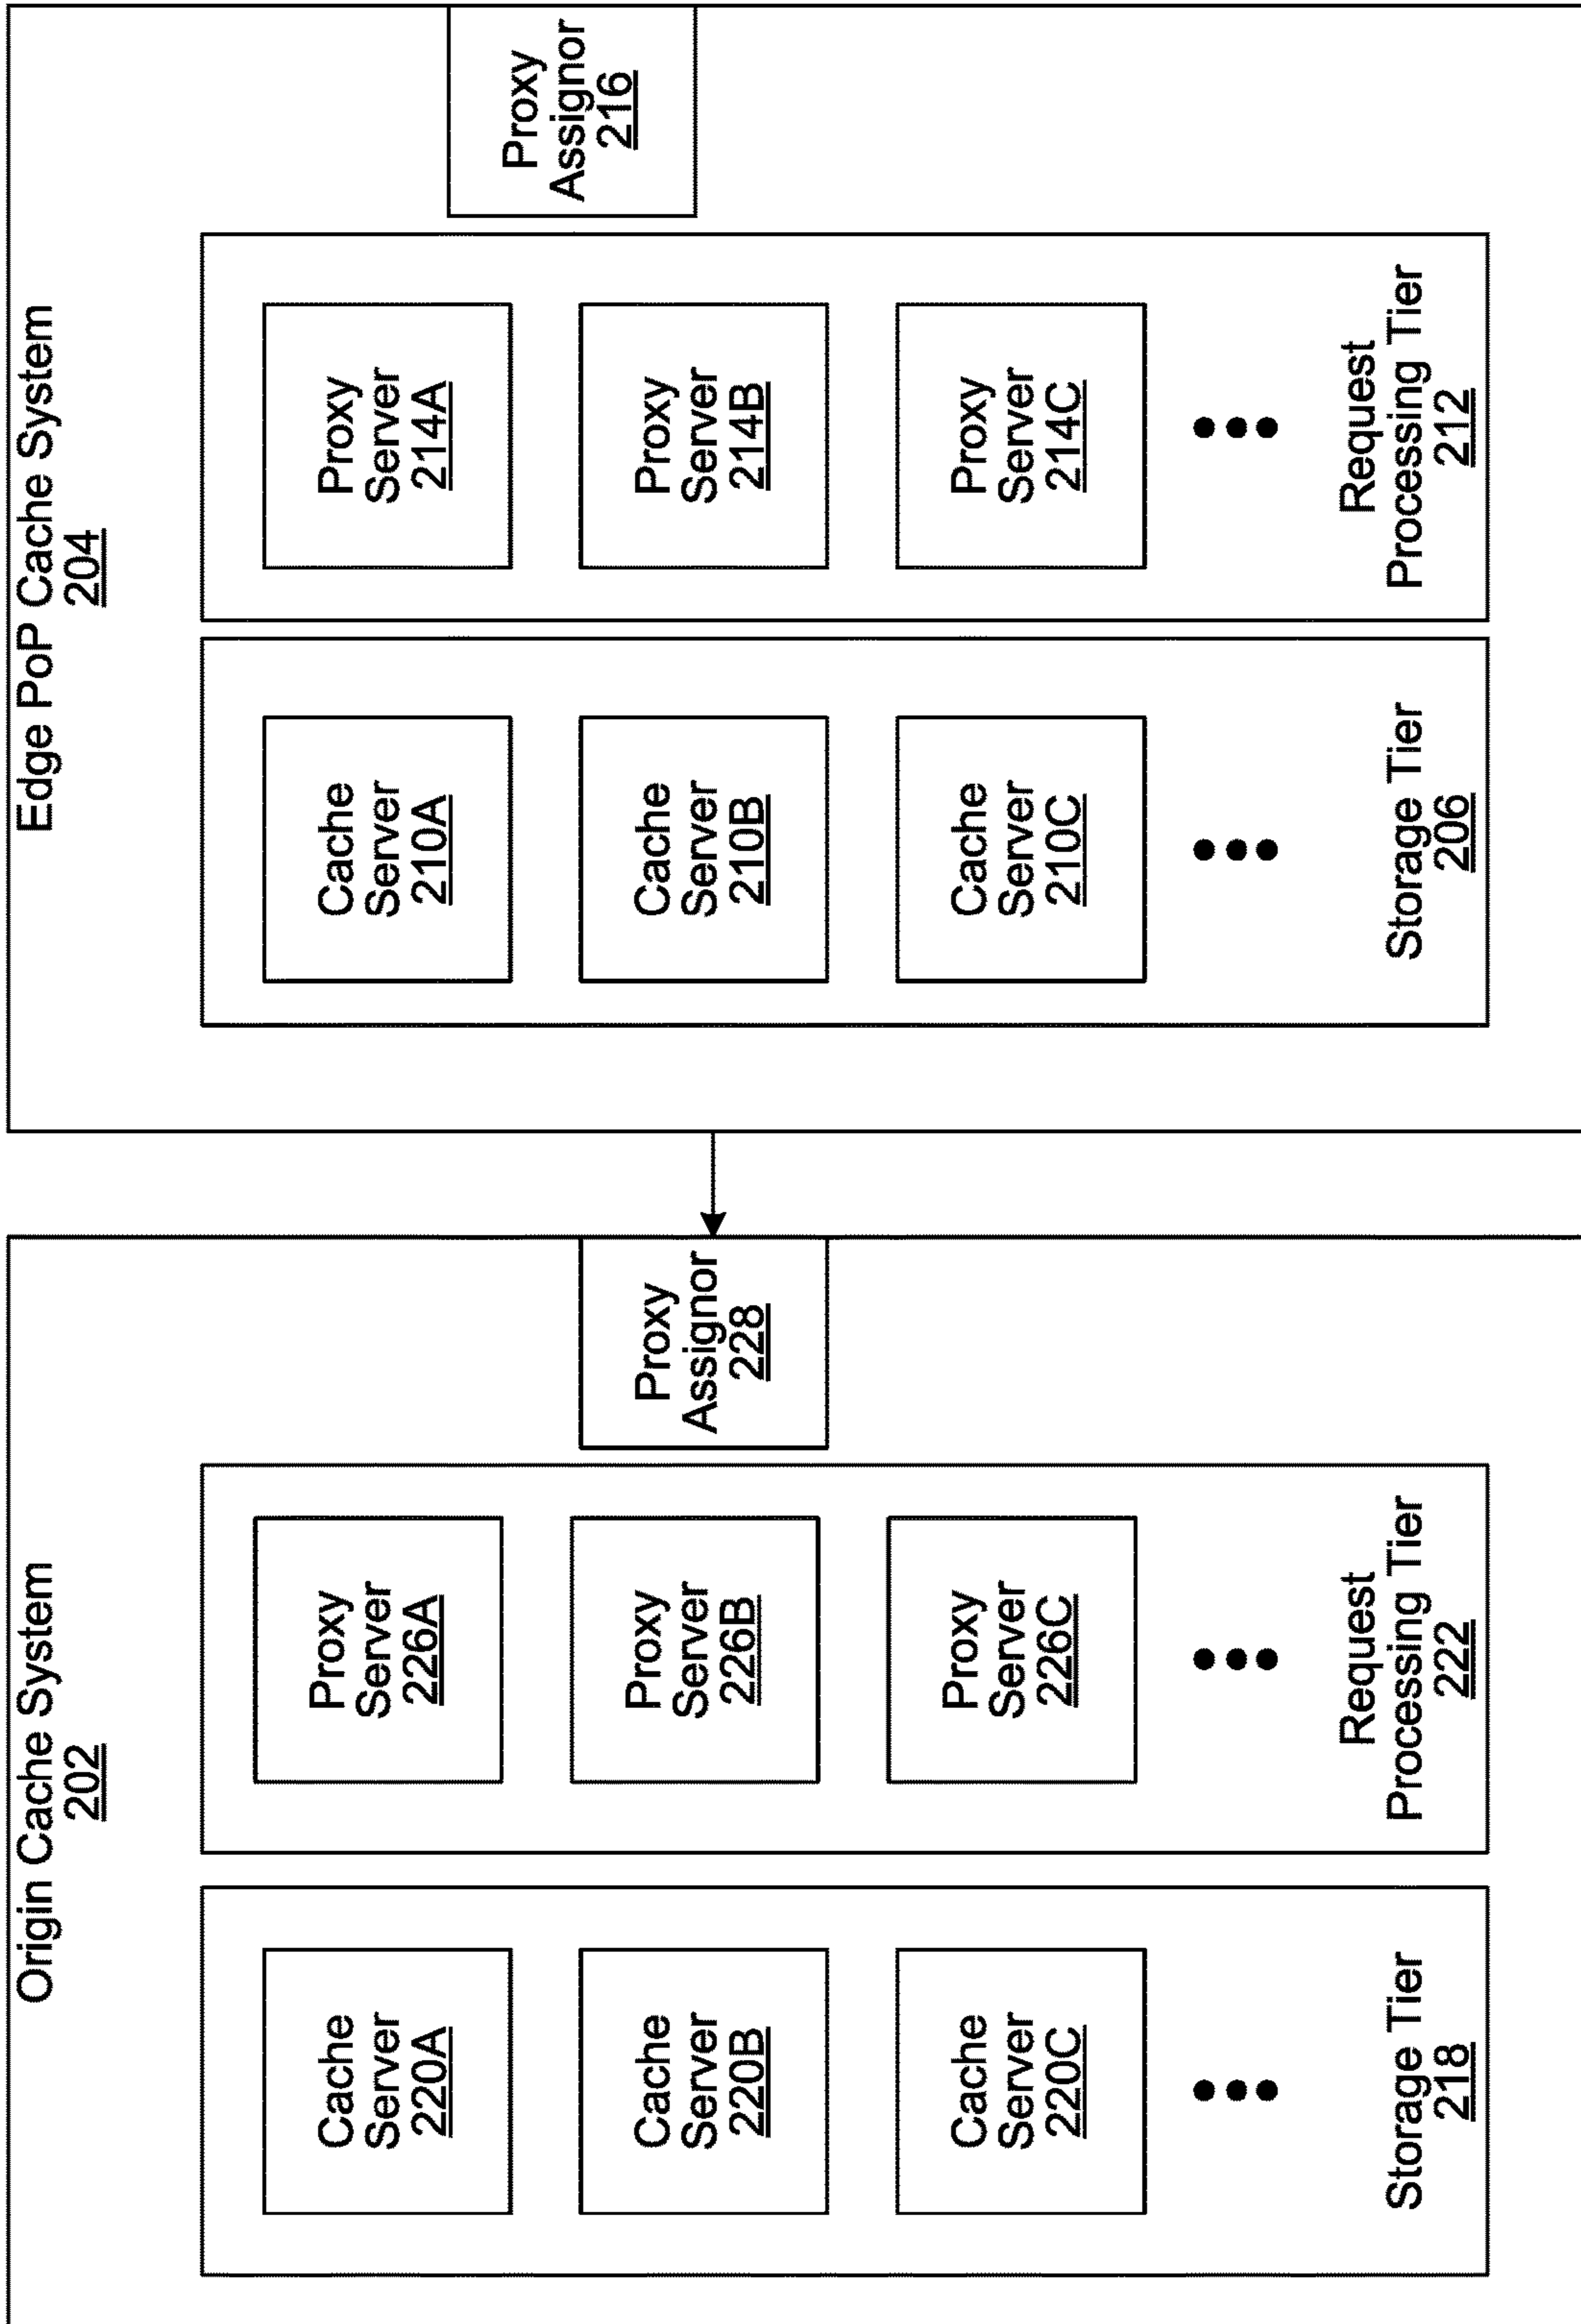 Origin Cache System
202
Cache
Server
220A
Cache
Server
220B
Cache
Server
220C
Storage Tier
218
Proxy
Server
226A
Proxy
Server
226B
Proxy
Server
226C
Request
Processing Tier
222
Proxy
Assignor
228
Edge PoP Cache System
204
Cache
Server
210A
Cache
Server
210B
Cache
Server
210C
Storage Tier
206
Proxy
Server
214A
Proxy
Server
214B
Proxy
Server
214C
Request
Processing Tier
212
Proxy
Assignor
216